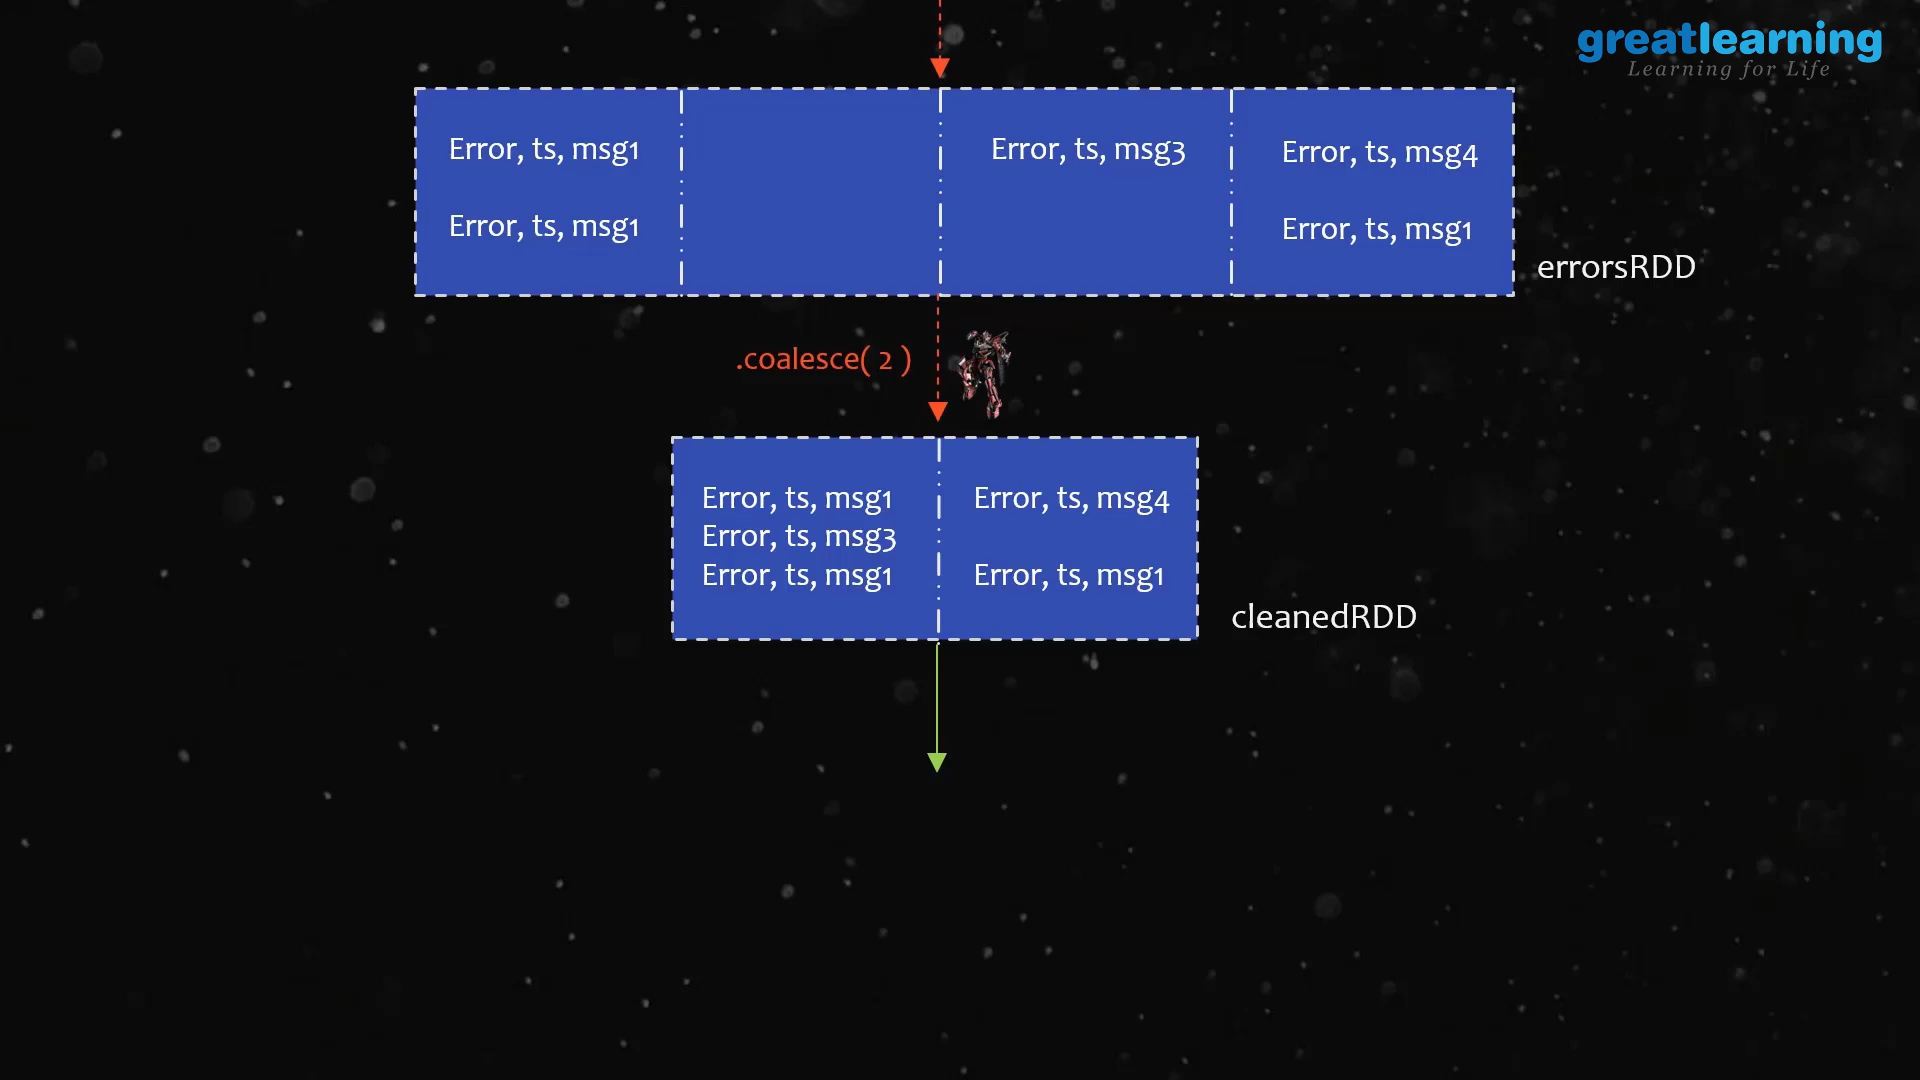 greatlearning
Learning for Life
Error, ts, msg1
Error, ts, msg3
Error, ts, msg4
Error, ts, msg1
Error, ts, msg1
errorsRDD
.coalesce( 2 )
Error, ts, msg1
Error, ts, msg3
Error, ts, msg1
Error, ts, msg4
Error, ts, msg1
cleanedRDD